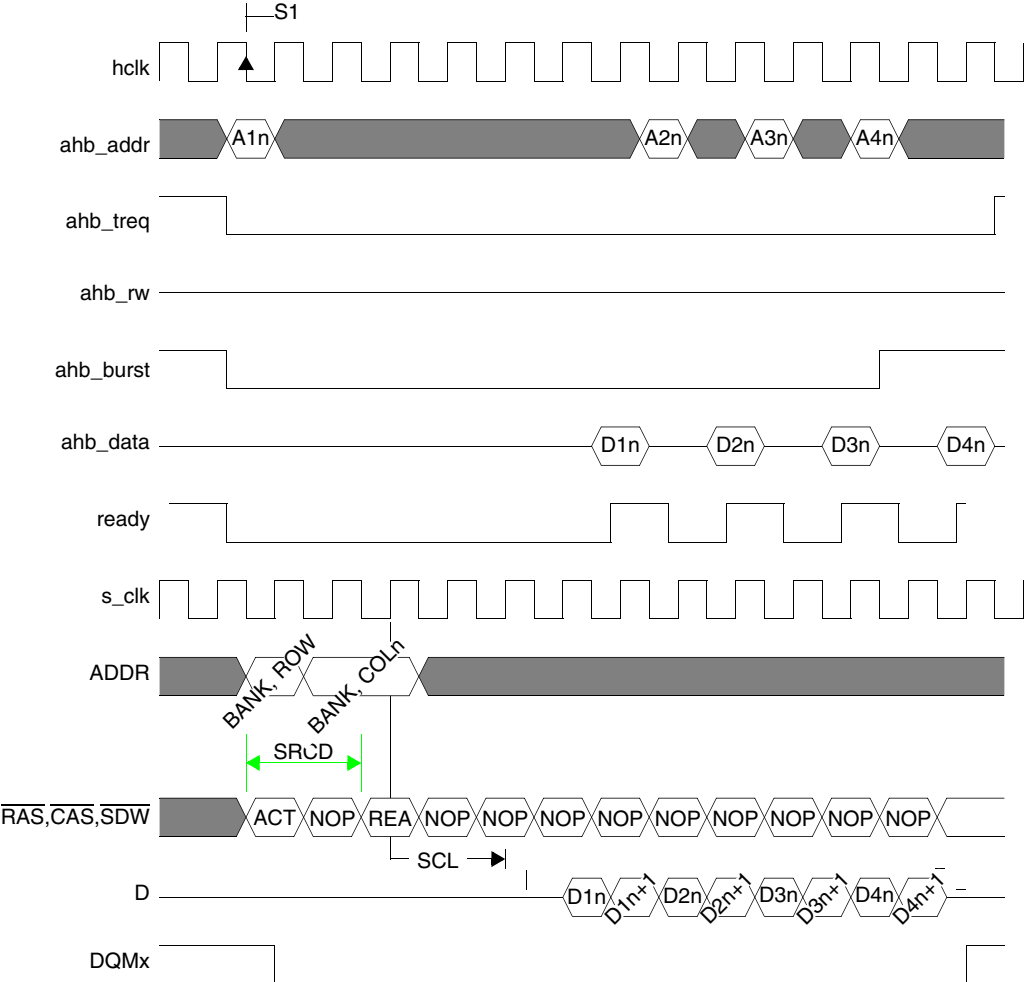 S1
hclk
ahb_addr A1n A2n A3n A4n
ahb_treq
ahb_rw
ahb_burst
ahb_data D1n D2n D3n D4n
ready
s_clk
ADDR BANK, ROW BANK, COLn
SRCD
RAS,CAS,SDW ACT NOP REA NOP NOP NOP NOP NOP NOP NOP NOP NOP
SCL
D D1n D1n+1 D2n D2n+1 D3n D3n+1 D4n D4n+1
DQMx